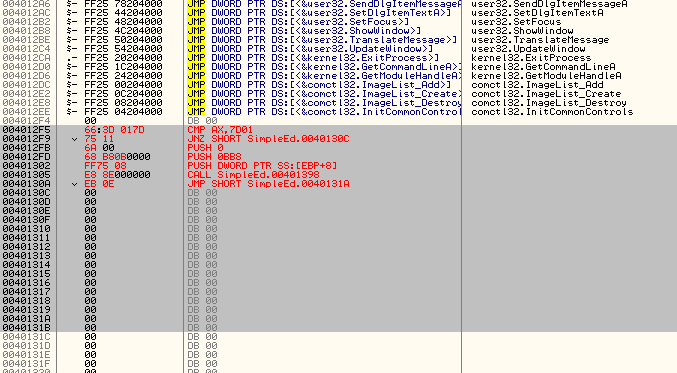 004012A6 $- FF25 78204000 JMP DWORD PTR DS:[<&user32.SendDlgItemMessageA user32.SendDlgItemMessageA
004012AC $- FF25 44204000 JMP DWORD PTR DS:[<&user32.SetDlgItemTextA>] user32.SetDlgItemTextA
004012B2 $- FF25 48204000 JMP DWORD PTR DS:[<&user32.SetFocus>] user32.SetFocus
004012B8 $- FF25 4C204000 JMP DWORD PTR DS:[<&user32.ShowWindow>] user32.ShowWindow
004012BE $- FF25 50204000 JMP DWORD PTR DS:[<&user32.TranslateMessage>] user32.TranslateMessage
004012C4 $- FF25 54204000 JMP DWORD PTR DS:[<&user32.UpdateWindow>] user32.UpdateWindow
004012CA .- FF25 20204000 JMP DWORD PTR DS:[<&kernel32.ExitProcess>] kernel32.ExitProcess
004012D0 $- FF25 1C204000 JMP DWORD PTR DS:[<&kernel32.GetCommandLineA>] kernel32.GetCommandLineA
004012D6 $- FF25 24204000 JMP DWORD PTR DS:[<&kernel32.GetModuleHandleA> kernel32.GetModuleHandleA
004012DC $- FF25 00204000 JMP DWORD PTR DS:[<&comctl32.ImageList_Add>] comctl32.ImageList_Add
004012E2 $- FF25 0C204000 JMP DWORD PTR DS:[<&comctl32.ImageList_Create> comctl32.ImageList_Create
004012E8 $- FF25 08204000 JMP DWORD PTR DS:[<&comctl32.ImageList_Destroy comctl32.ImageList_Destroy
004012EE $- FF25 04204000 JMP DWORD PTR DS:[<&comctl32.InitCommonControl comctl32.InitCommonControls
004012F4 00 DB 00
004012F5 66:3D 017D CMP AX,7D01
004012F9 75 11 JNZ SHORT SimpleEd.0040130C
004012FB 6A 00 PUSH 0
004012FD 68 B80B0000 PUSH 0BB8
00401302 FF75 08 PUSH DWORD PTR SS:[EBP+8]
00401305 E8 8E000000 CALL SimpleEd.00401398
0040130A EB 0E JMP SHORT SimpleEd.0040131A
0040130C 00 DB 00
0040130D 00 DB 00
0040130E 00 DB 00
0040130F 00 DB 00
00401310 00 DB 00
00401311 00 DB 00
00401312 00 DB 00
00401313 00 DB 00
00401314 00 DB 00
00401315 00 DB 00
00401316 00 DB 00
00401317 00 DB 00
00401318 00 DB 00
00401319 00 DB 00
0040131A 00 DB 00
0040131B 00 DB 00
0040131C 00 DB 00
0040131D 00 DB 00
0040131E 00 DB 00
0040131F 00 DB 00
00401320 00 DB 00